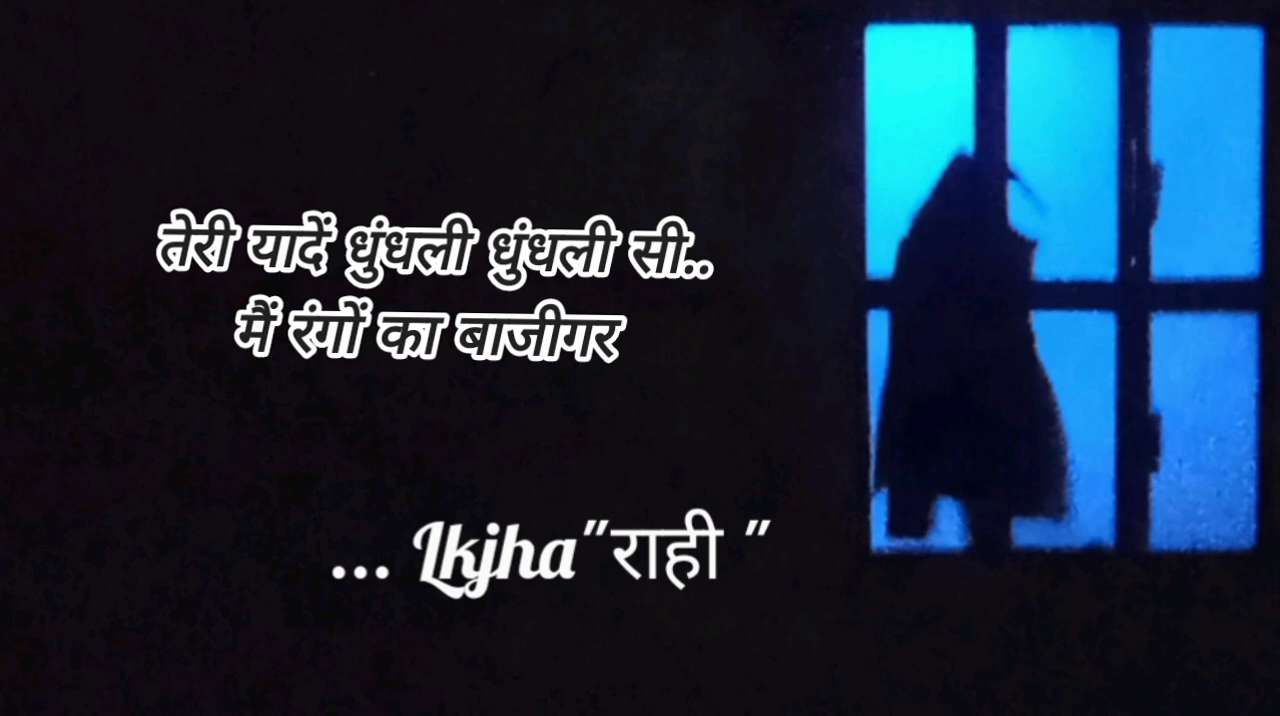 तेरी यादें धुंधली धुंधली सी..
मैं रंगों का बाजीगर
... Lkjha"राही "